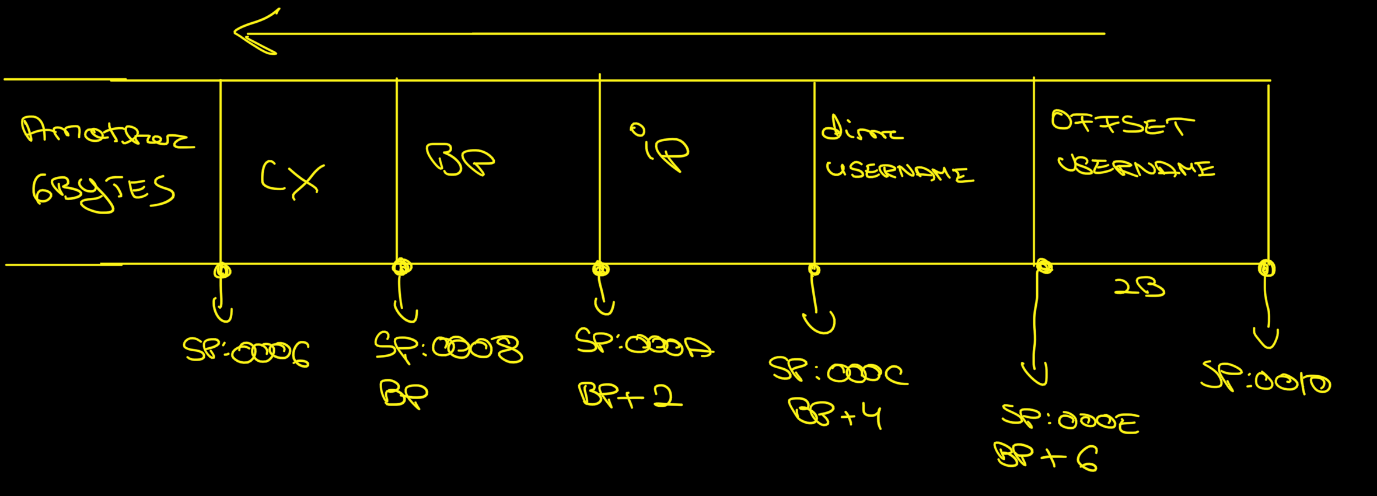 Another
6BYTES
CX
BP
iP
dim
USERNAME
OFFSET
USERNAME
2B
SP:0006
SP:0008
BP
SP:000A
BP+2
SP:000C
BP+4
SP:000E
BP+6
SP:0010